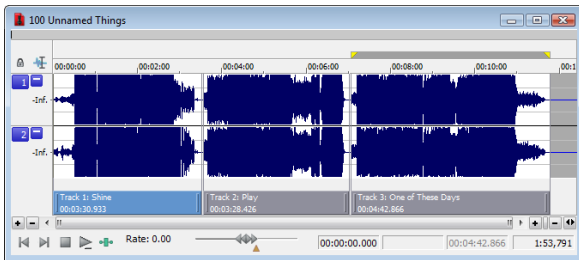 100 Unnamed Things
00:00:00 00:02:00 00:04:00 00:06:00 00:08:00 00:10:00 00:1
1
-Inf.
2
-Inf.
Track 1: Shine Track 2: Play Track 3: One of These Days
00:03:30.933 00:03:28.426 00:04:42.866
Rate: 0.00 00:00:00.000 00:04:42.866 1:53,791